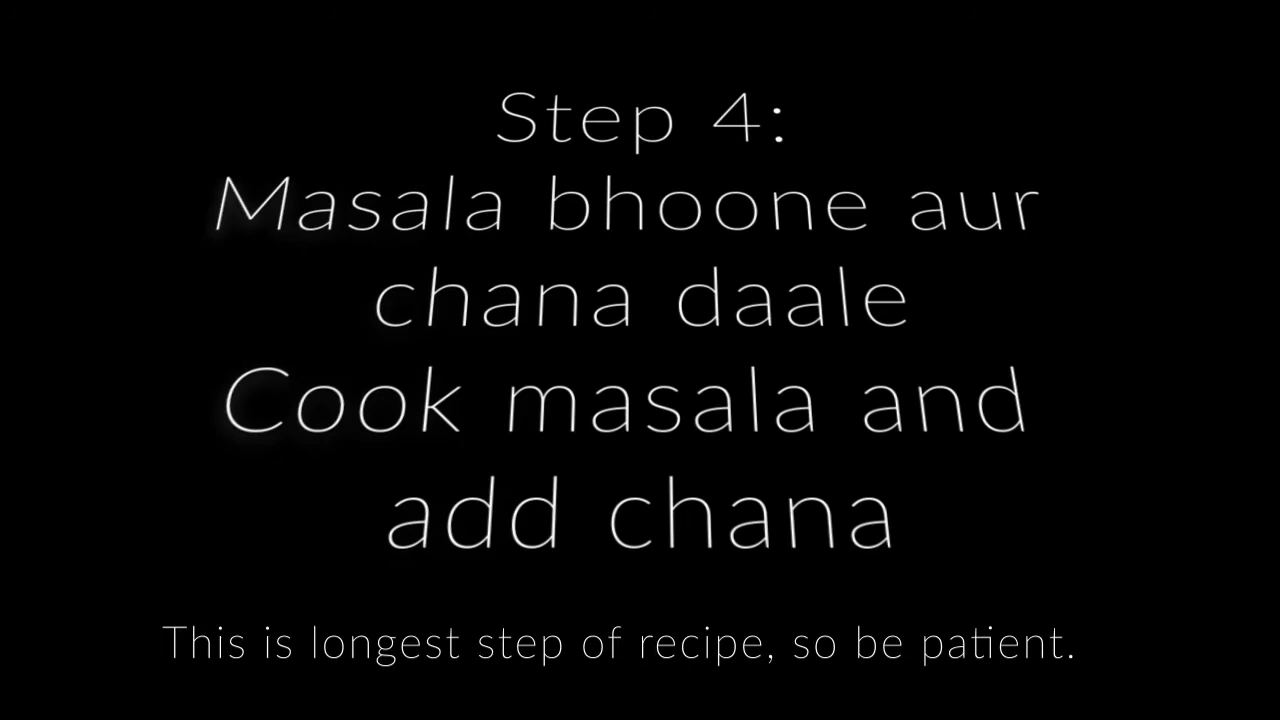 Step 4:
Masala bhoone aur
chana daale
Cook masala and
add chana
This is longest step of recipe, so be patient.